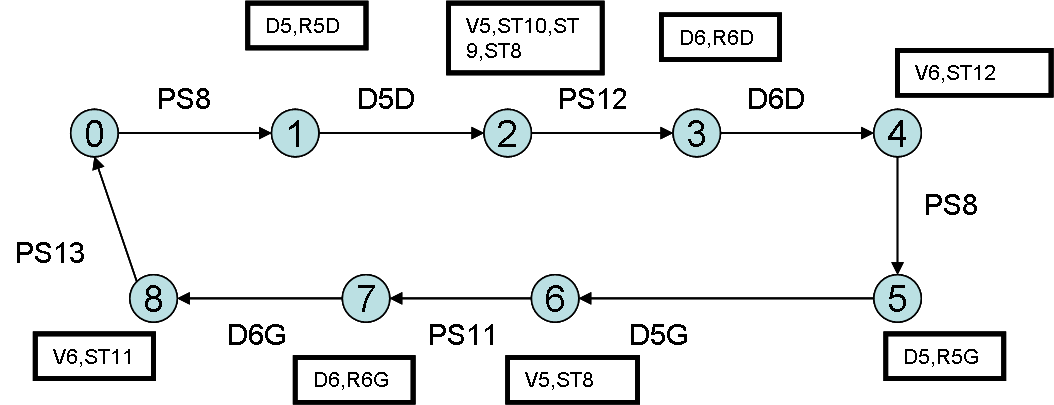 D5,R5D
V5,ST10,ST
9,ST8
D6,R6D
V6,ST12
PS8
D5D
PS12
D6D
0
1
2
3
4
PS8
PS13
8
7
6
5
D6G
PS11
D5G
V6,ST11
D6,R6G
V5,ST8
D5,R5G